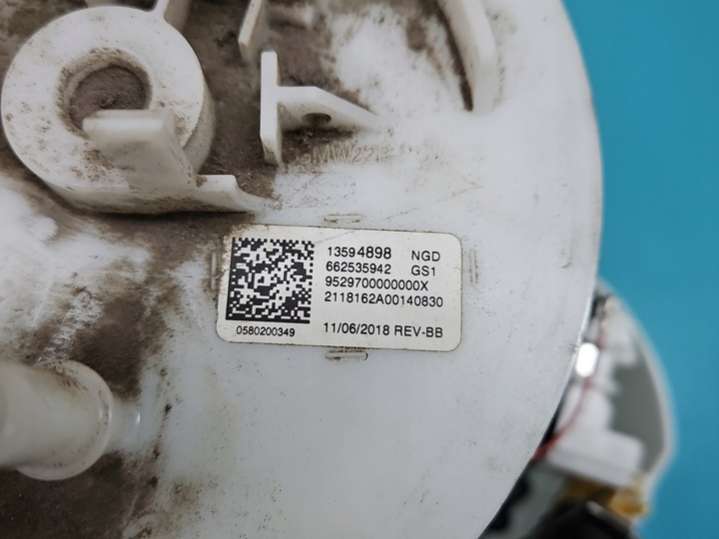 13594898 NGD
662535942 GS1
9529700000000X
2118162A00140830
0580200349 11/06/2018 REV-BB